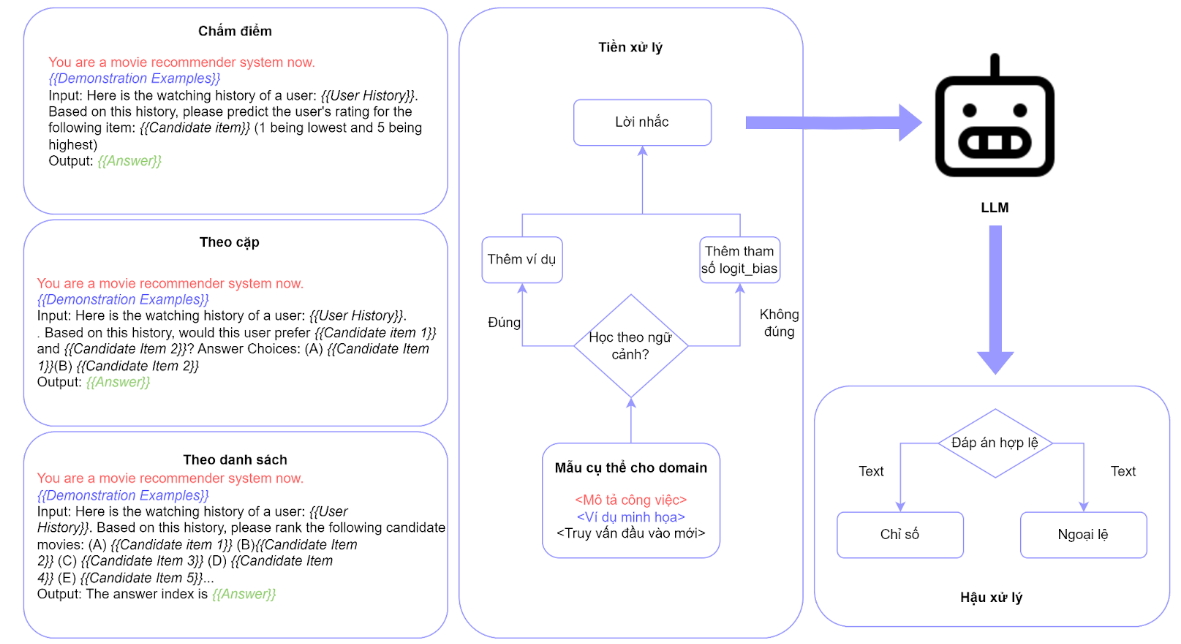 Chấm điểm
You are a movie recommender system now.
{{Demonstration Examples}}
Input: Here is the watching history of a user: {{User History}}.
Based on this history, please predict the user's rating for the
following item: {{Candidate item}} (1 being lowest and 5 being
highest)
Output: {{Answer}}
Theo cặp
You are a movie recommender system now.
{{Demonstration Examples}}
Input: Here is the watching history of a user: {{User History}}.
. Based on this history, would this user prefer {{Candidate item 1}}
and {{Candidate Item 2}}? Answer Choices: (A) {{Candidate Item
1}}(B) {{Candidate Item 2}}
Output: {{Answer}}
Theo danh sách
You are a movie recommender system now.
{{Demonstration Examples}}
Input: Here is the watching history of a user: {{User
History}}. Based on this history, please rank the following candidate
movies: (A) {{Candidate item 1}} (B){{Candidate Item
2}} (C) {{Candidate Item 3}} (D) {{Candidate Item
4}} (E) {{Candidate Item 5}}...
Output: The answer index is {{Answer}}
Tiền xử lý
Lời nhắc
Thêm ví dụ
Thêm tham
số logit_bias
Đúng
Không
đúng
Học theo ngữ
cảnh?
Mẫu cụ thể cho domain
<Mô tả công việc>
<Ví dụ minh họa>
<Truy vấn đầu vào mới>
LLM
Đáp án hợp lệ
Text
Text
Chỉ số
Ngoại lệ
Hậu xử lý